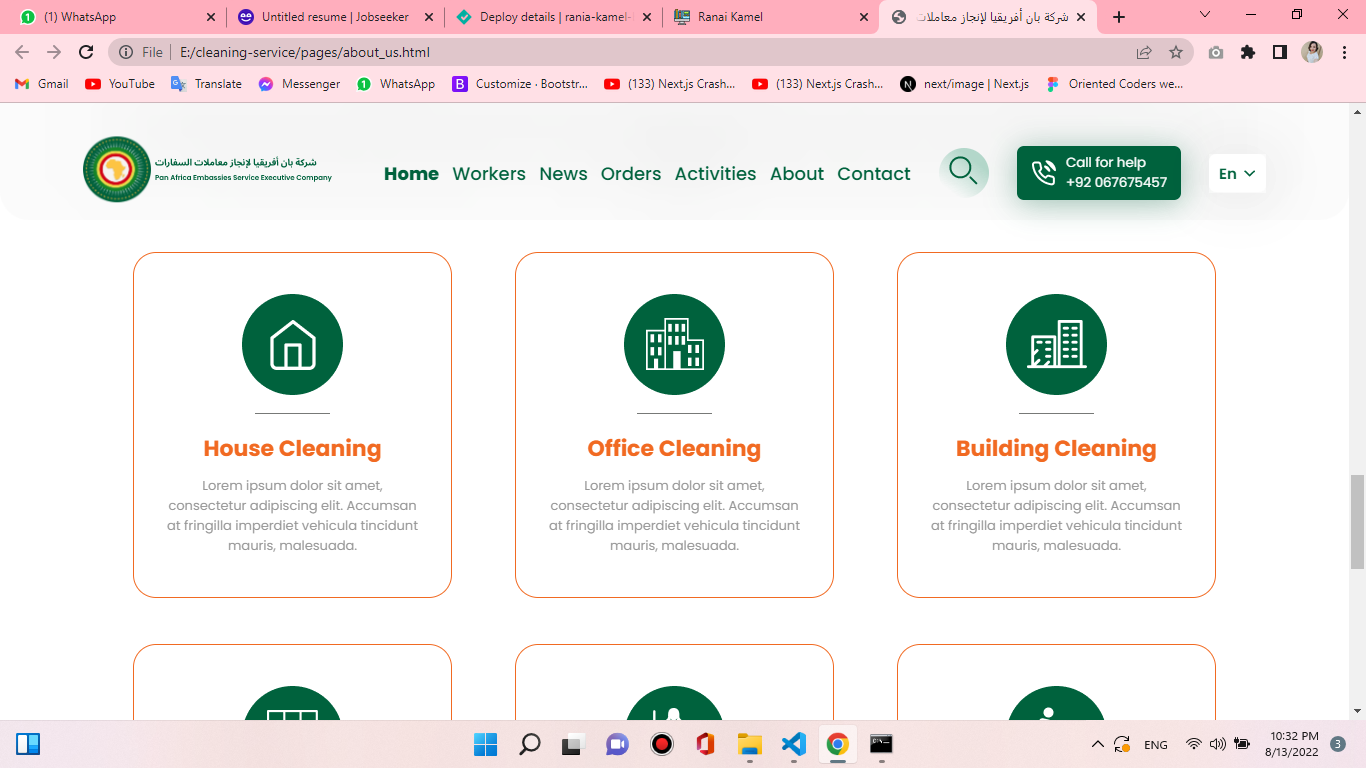 (1) WhatsApp
Untitled resume | Jobseeker
Deploy details | rania-kamel-
Ranai Kamel
شركة بان أفريقيا لإنجاز معاملات
File
E:/cleaning-service/pages/about_us.html
Gmail
YouTube
Translate
Messenger
WhatsApp
Customize · Bootstr...
(133) Next.js Crash...
(133) Next.js Crash...
next/image | Next.js
Oriented Coders we...
شركة بان أفريقيا لإنجاز معاملات السفارات
Pan Africa Embassies Service Executive Company
Home
Workers
News
Orders
Activities
About
Contact
Call for help
+92 067675457
En
House Cleaning
Lorem ipsum dolor sit amet,
consectetur adipiscing elit. Accumsan
at fringilla imperdiet vehicula tincidunt
mauris, malesuada.
Office Cleaning
Lorem ipsum dolor sit amet,
consectetur adipiscing elit. Accumsan
at fringilla imperdiet vehicula tincidunt
mauris, malesuada.
Building Cleaning
Lorem ipsum dolor sit amet,
consectetur adipiscing elit. Accumsan
at fringilla imperdiet vehicula tincidunt
mauris, malesuada.
ENG
10:32 PM
8/13/2022
3